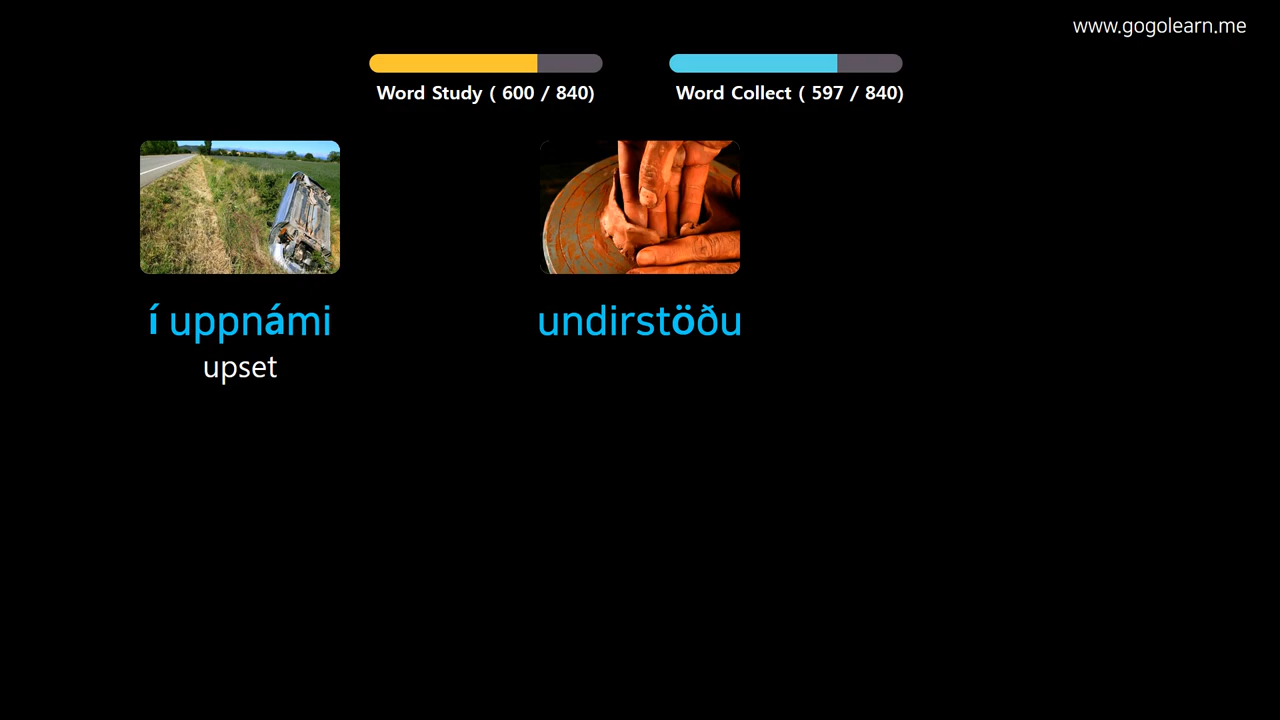 www.gogolearn.me
Word Study ( 600 / 840)
Word Collect ( 597 / 840)
í uppnámi
undirstöðu
upset